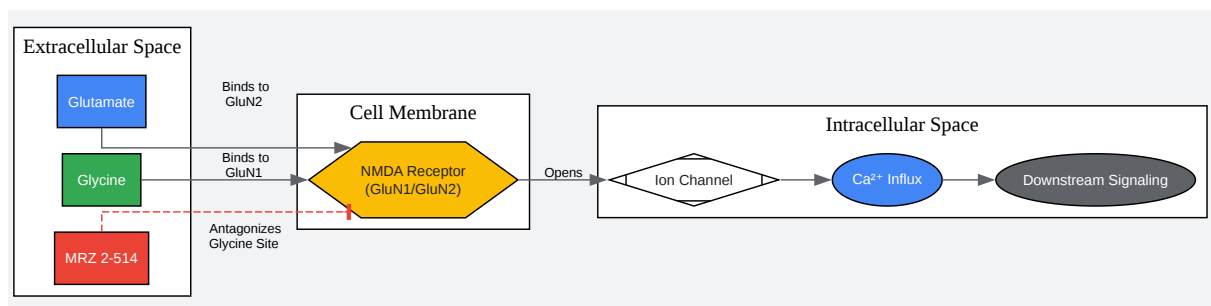 Extracellular Space
Glutamate
Glycine
MRZ 2-514
Binds to
GluN2
Binds to
GluN1
Antagonizes
Glycine Site
Cell Membrane
NMDA Receptor
(GluN1/GluN2)
Opens
Intracellular Space
Ion Channel
Ca²⁺ Influx
Downstream Signaling